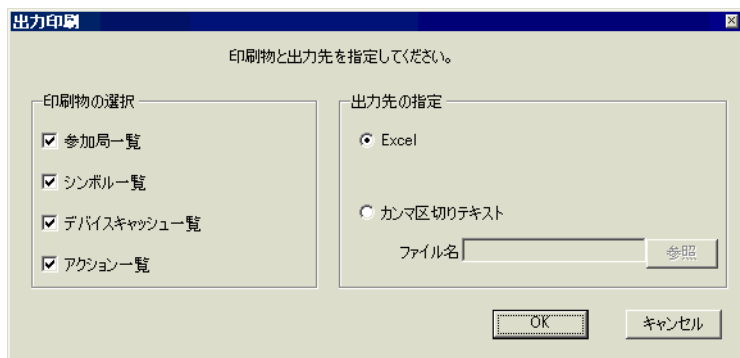 出力印刷
印刷物と出力先を指定してください。
印刷物の選択
参加局一覧
シンボル一覧
デバイスキャッシュ一覧
アクション一覧
出力先の指定
Excel
カンマ区切りテキスト
ファイル名
参照
OK
キャンセル